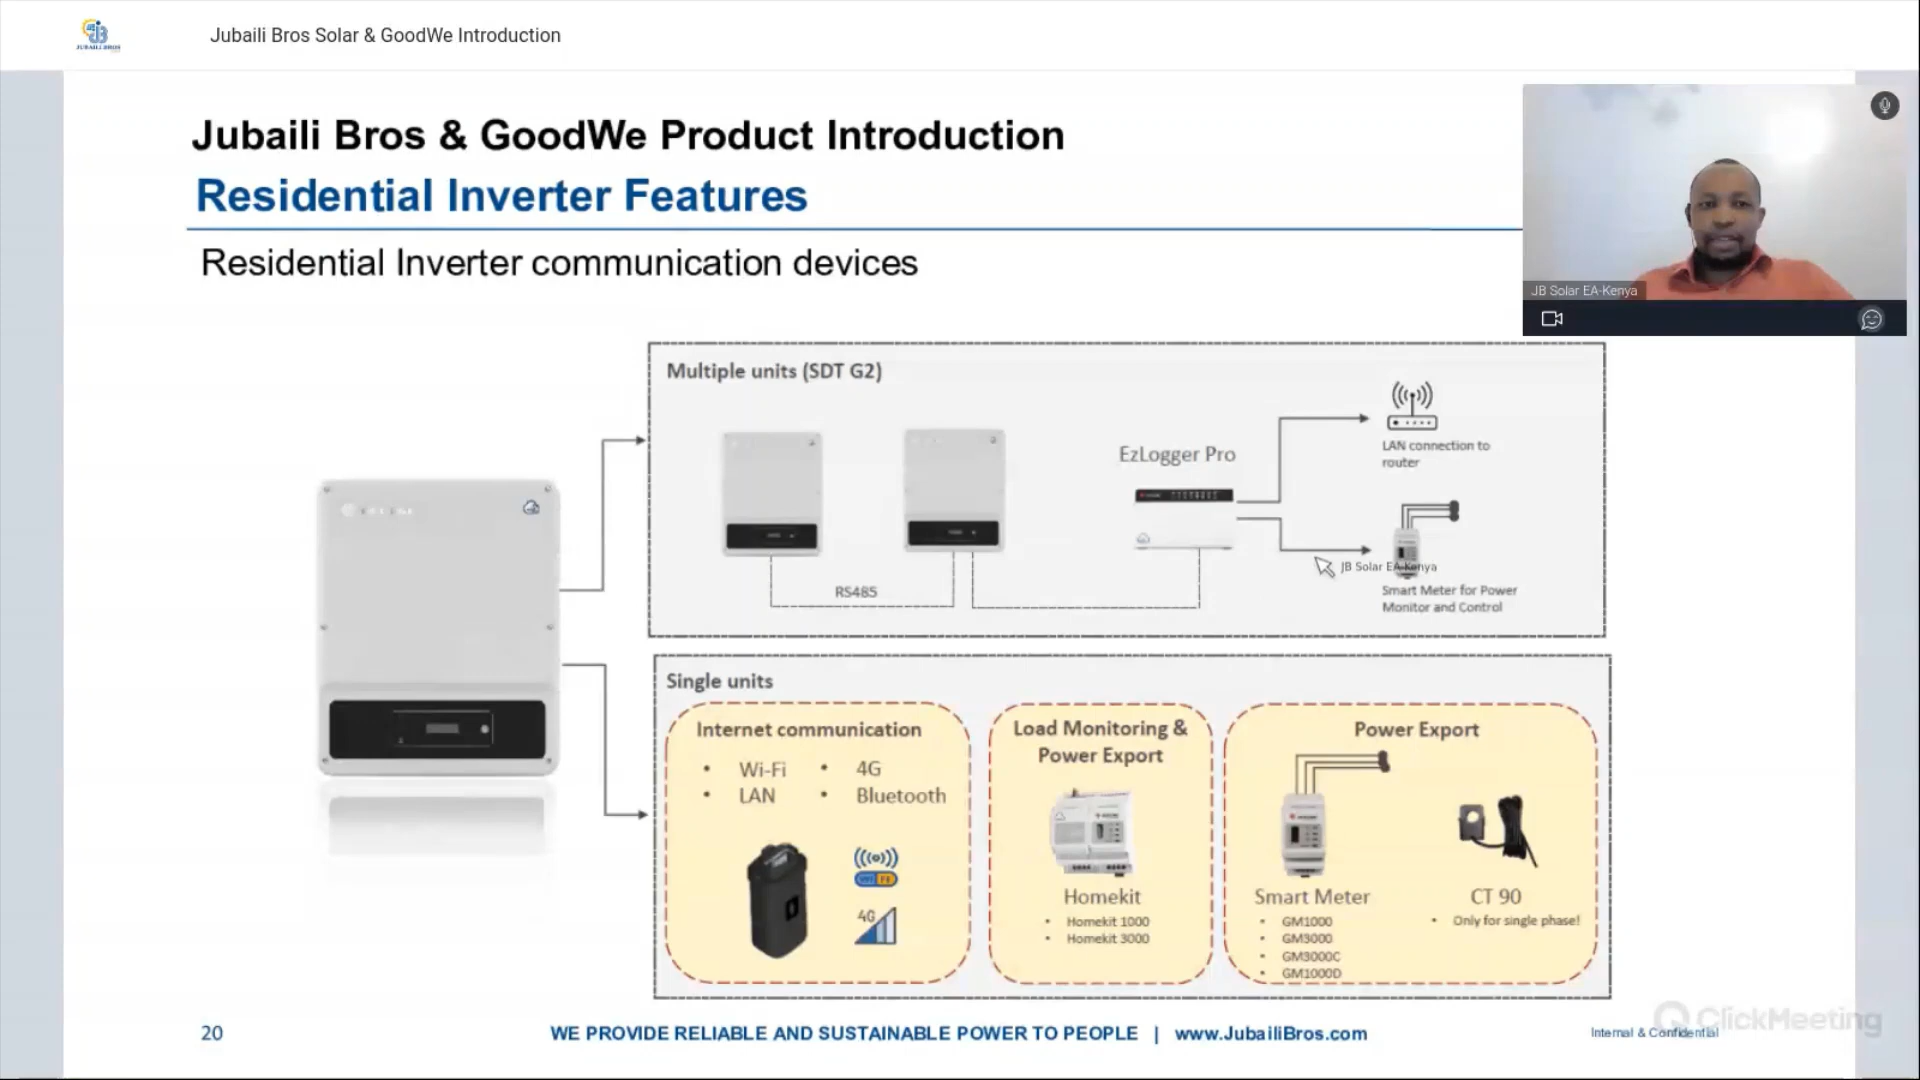 JUBAILI BROS
Jubaili Bros Solar & GoodWe Introduction
Jubaili Bros & GoodWe Product Introduction
Residential Inverter Features
Residential Inverter communication devices
JB Solar EA-Kenya
Multiple units (SDT G2)
EzLogger Pro
LAN connection to
router
RS485
JB Solar EA-Kenya
Smart Meter for Power
Monitor and Control
Single units
Internet communication
• Wi-Fi • 4G
• LAN • Bluetooth
Wi Fi
4G
Load Monitoring &
Power Export
Homekit
• Homekit 1000
• Homekit 3000
Power Export
Smart Meter
• GM1000
• GM3000
• GM3000C
• GM1000D
CT 90
• Only for single phase!
20
WE PROVIDE RELIABLE AND SUSTAINABLE POWER TO PEOPLE | www.JubailiBros.com
Internal & Confidential
ClickMeeting